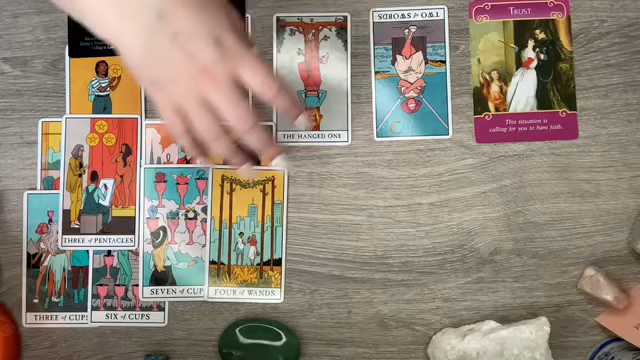 TRUST
This situation is
calling for you to have faith.
TWO of SWORDS
THE HANGED ONE
THREE of PENTACLES
SEVEN of CUP
FOUR of WANDS
THREE of CUPS
SIX of CUPS